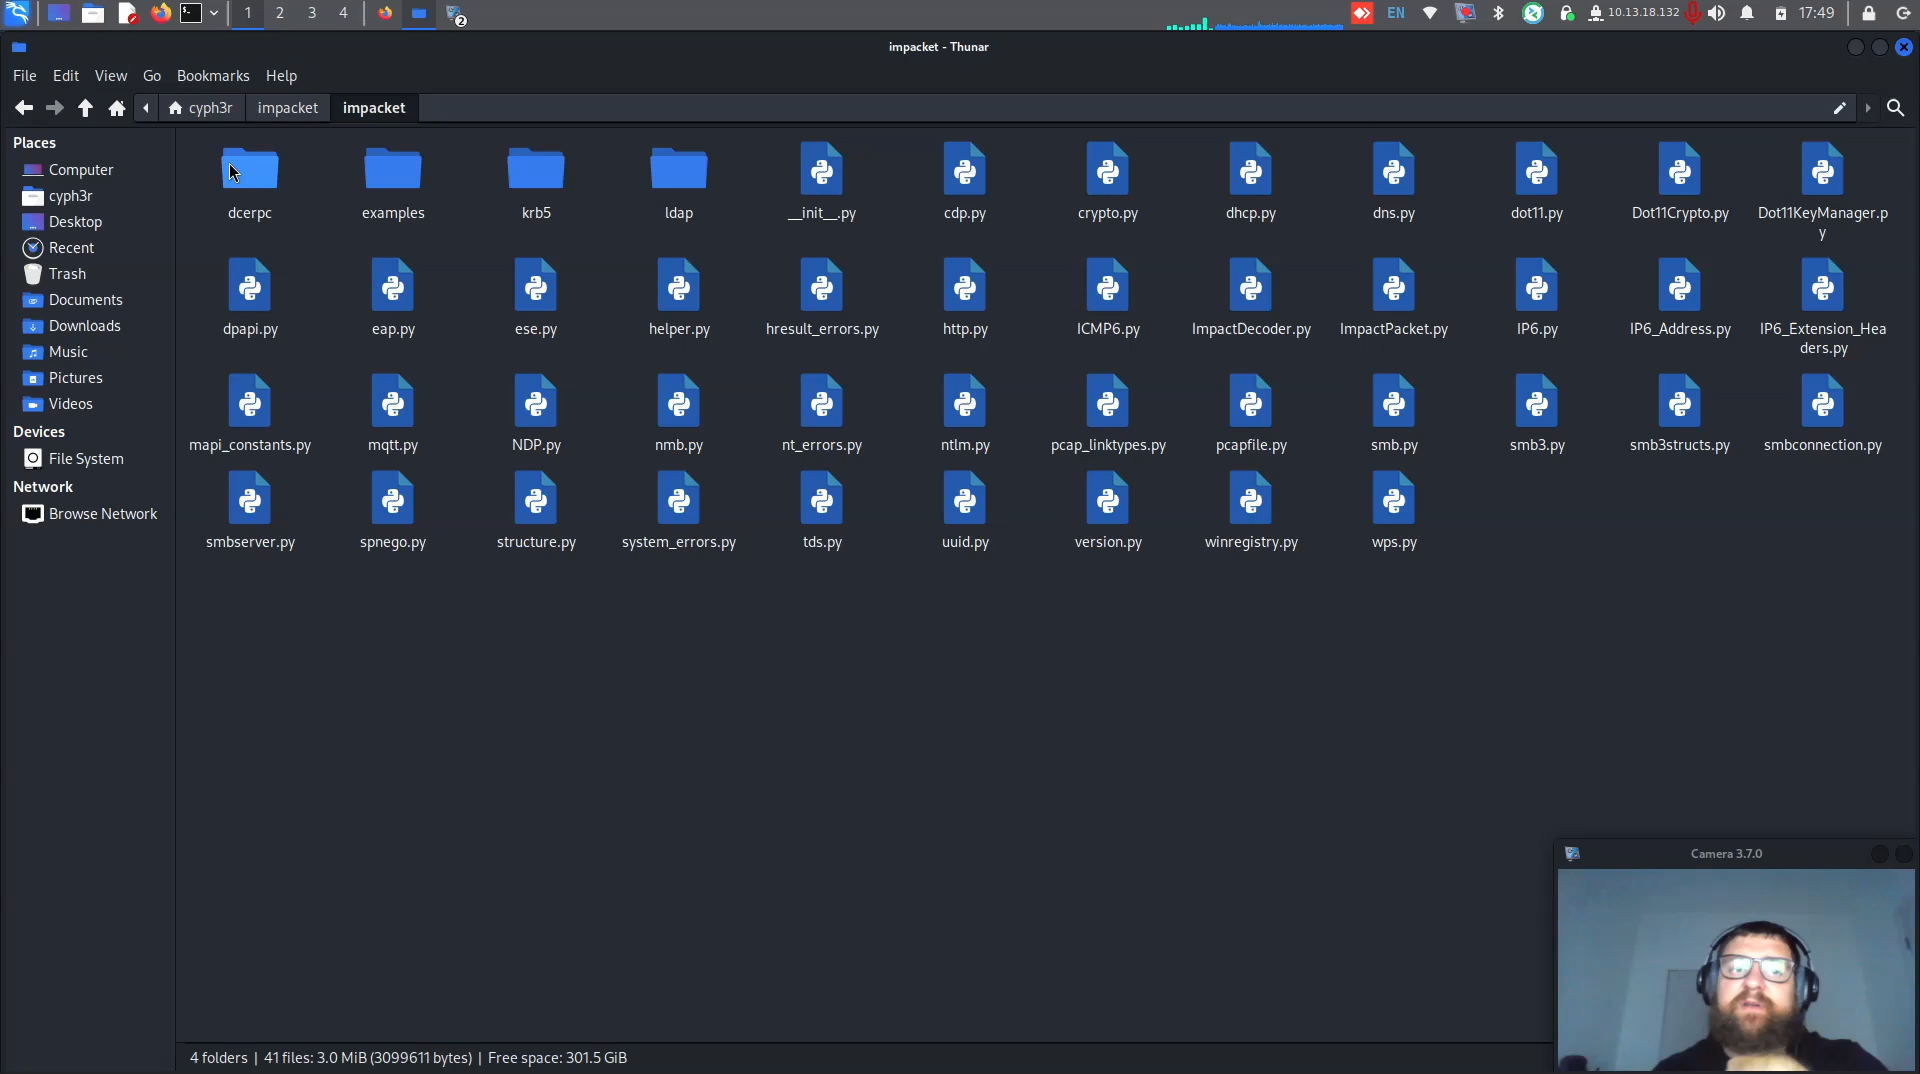 1 2 3 4 2 EN 10.13.18.132 17:49
impacket - Thunar
File Edit View Go Bookmarks Help
cyph3r impacket impacket
Places
Computer
cyph3r
Desktop
Recent
Trash
Documents
Downloads
Music
Pictures
Videos
Devices
File System
Network
Browse Network
dcerpc examples krb5 ldap __init__.py cdp.py crypto.py dhcp.py dns.py dot11.py Dot11Crypto.py Dot11KeyManager.p
y
dpapi.py eap.py ese.py helper.py hresult_errors.py http.py ICMP6.py ImpactDecoder.py ImpactPacket.py IP6.py IP6_Address.py IP6_Extension_Hea
ders.py
mapi_constants.py mqtt.py NDP.py nmb.py nt_errors.py ntlm.py pcap_linktypes.py pcapfile.py smb.py smb3.py smb3structs.py smbconnection.py
smbserver.py spnego.py structure.py system_errors.py tds.py uuid.py version.py winregistry.py wps.py
Camera 3.7.0
4 folders | 41 files: 3.0 MiB (3099611 bytes) | Free space: 301.5 GiB